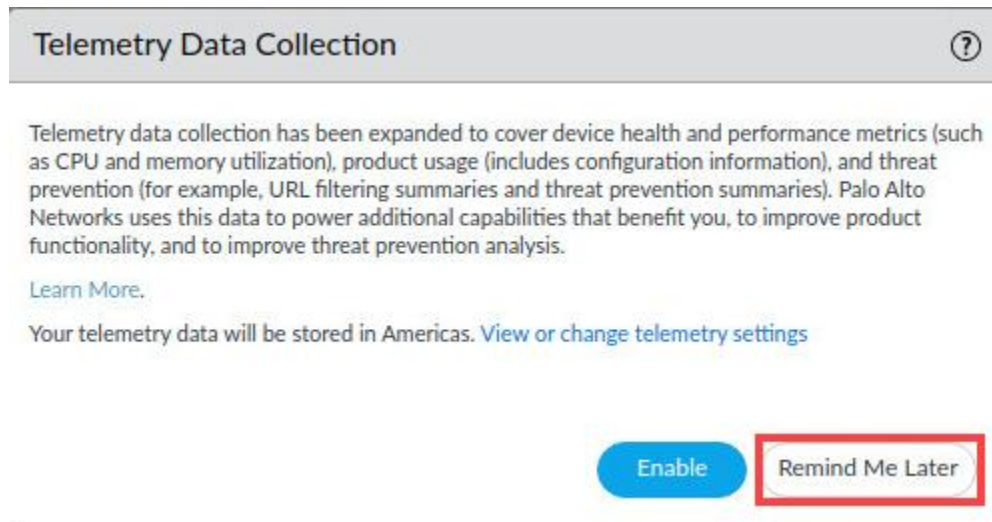 Telemetry Data Collection
?
Telemetry data collection has been expanded to cover device health and performance metrics (such
as CPU and memory utilization), product usage (includes configuration information), and threat
prevention (for example, URL filtering summaries and threat prevention summaries). Palo Alto
Networks uses this data to power additional capabilities that benefit you, to improve product
functionality, and to improve threat prevention analysis.
Learn More.
Your telemetry data will be stored in Americas. View or change telemetry settings
Enable
Remind Me Later